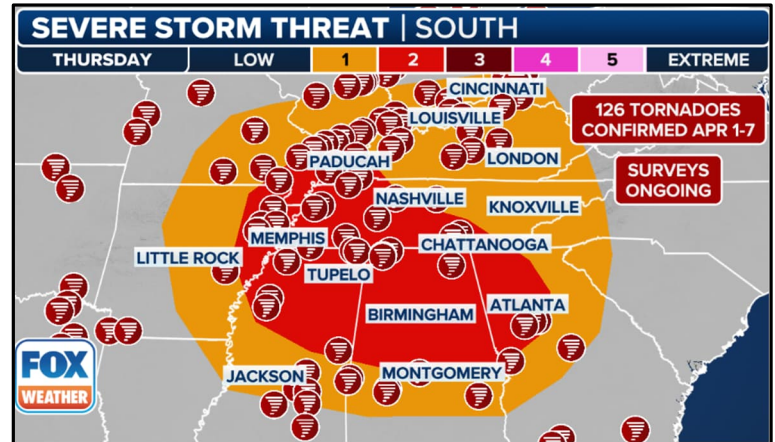 SEVERE STORM THREAT | SOUTH
THURSDAY LOW 1 2 3 4 5 EXTREME
CINCINNATI
126 TORNADOES
CONFIRMED APR 1-7
LOUISVILLE
PADUCAH
LONDON
SURVEYS
ONGOING
NASHVILLE
KNOXVILLE
MEMPHIS
CHATTANOOGA
LITTLE ROCK
TUPELO
BIRMINGHAM
ATLANTA
FOX
WEATHER
JACKSON
MONTGOMERY